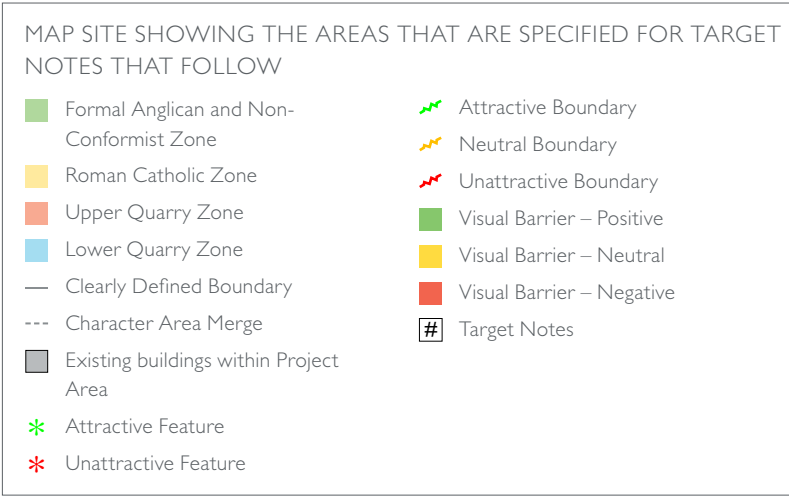 MAP SITE SHOWING THE AREAS THAT ARE SPECIFIED FOR TARGET
NOTES THAT FOLLOW
Formal Anglican and Non-
Conformist Zone
Roman Catholic Zone
Upper Quarry Zone
Lower Quarry Zone
Clearly Defined Boundary
Character Area Merge
Existing buildings within Project
Area
Attractive Feature
Unattractive Feature
Attractive Boundary
Neutral Boundary
Unattractive Boundary
Visual Barrier – Positive
Visual Barrier – Neutral
Visual Barrier – Negative
# Target Notes